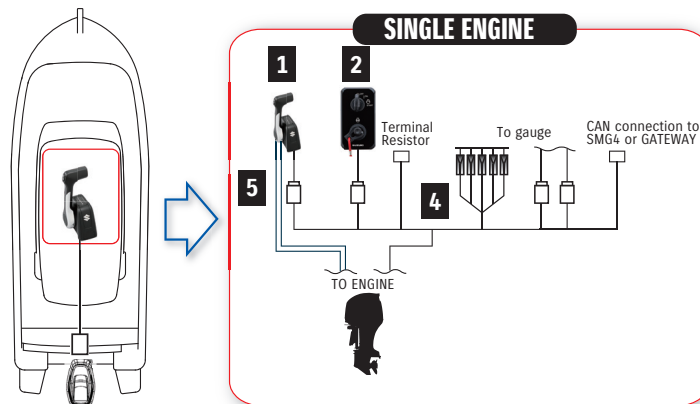 SINGLE ENGINE
1
2
Terminal
Resistor
To gauge
CAN connection to
SMG4 or GATEWAY
5
4
TO ENGINE